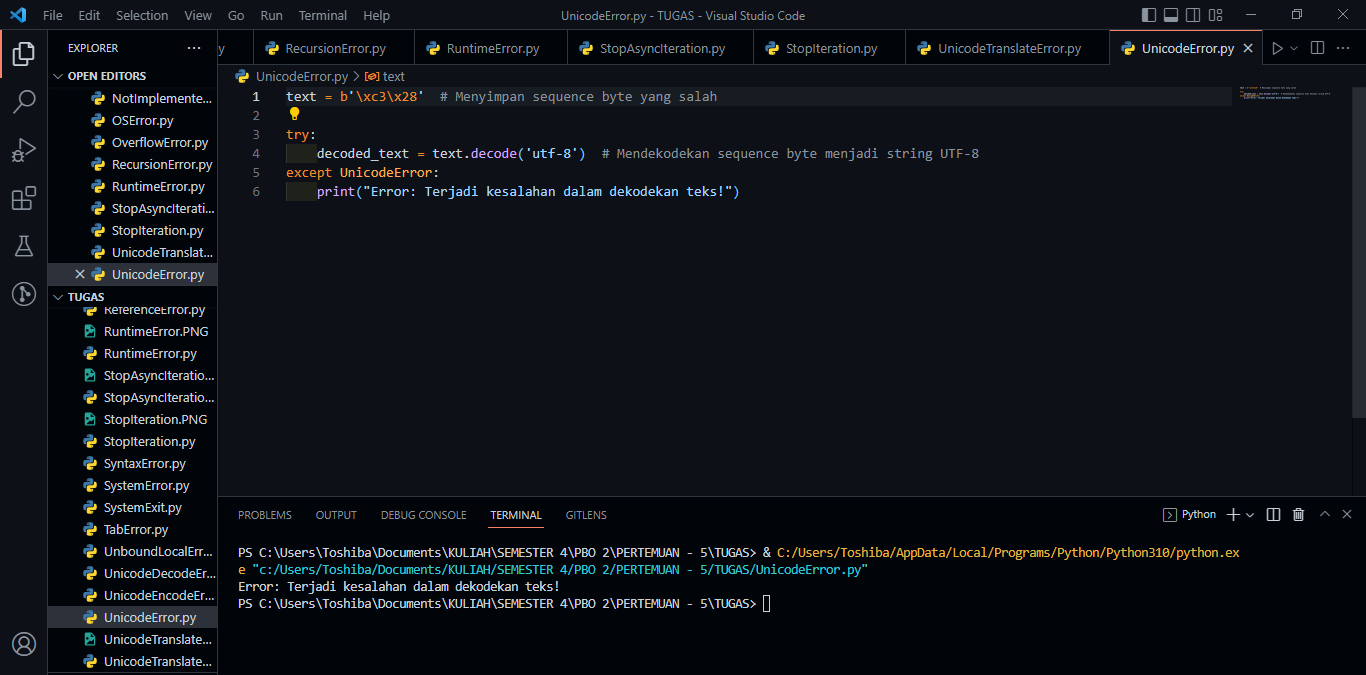 File Edit Selection View Go Run Terminal Help UnicodeError.py - TUGAS - Visual Studio Code
EXPLORER ...
y RecursionError.py RuntimeError.py StopAsyncIteration.py StopIteration.py UnicodeTranslateError.py UnicodeError.py
OPEN EDITORS
NotImplemente...
OSError.py
OverflowError.py
RecursionError.py
RuntimeError.py
StopAsyncIterati...
StopIteration.py
UnicodeTranslat...
UnicodeError.py
TUGAS
ReferenceError.py
RuntimeError.PNG
RuntimeError.py
StopAsyncIteratio...
StopAsyncIteratio...
StopIteration.PNG
StopIteration.py
SyntaxError.py
SystemError.py
SystemExit.py
TabError.py
UnboundLocalErr...
UnicodeDecodeEr...
UnicodeEncodeEr...
UnicodeError.py
UnicodeTranslate...
UnicodeTranslate...
UnicodeError.py > text
1 text = b'\xc3\x28'  # Menyimpan sequence byte yang salah
2
3 try:
4     decoded_text = text.decode('utf-8')  # Mendekodekan sequence byte menjadi string UTF-8
5 except UnicodeError:
6     print("Error: Terjadi kesalahan dalam dekodekan teks!")
PROBLEMS OUTPUT DEBUG CONSOLE TERMINAL GITLENS Python
PS C:\Users\Toshiba\Documents\KULIAH\SEMESTER 4\PBO 2\PERTEMUAN - 5\TUGAS> & C:/Users/Toshiba/AppData/Local/Programs/Python/Python310/python.ex
e "c:/Users/Toshiba/Documents/KULIAH/SEMESTER 4/PBO 2/PERTEMUAN - 5/TUGAS/UnicodeError.py"
Error: Terjadi kesalahan dalam dekodekan teks!
PS C:\Users\Toshiba\Documents\KULIAH\SEMESTER 4\PBO 2\PERTEMUAN - 5\TUGAS>